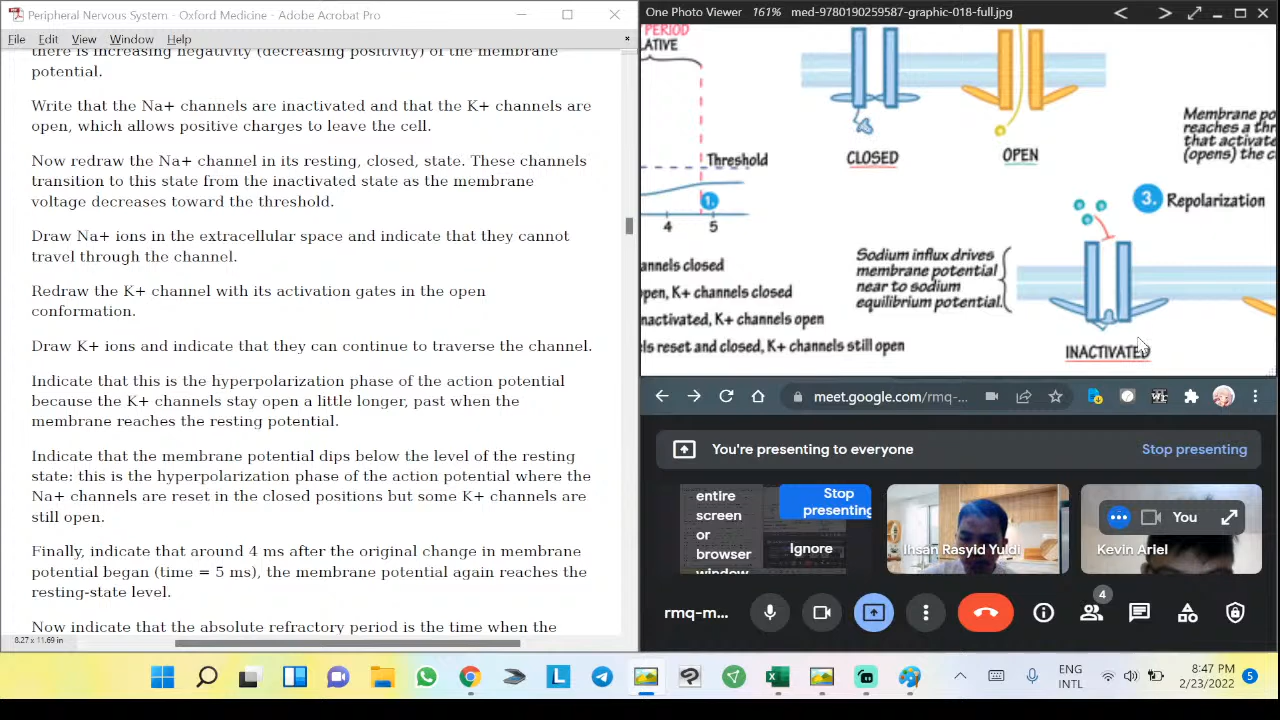 Peripheral Nervous System - Oxford Medicine - Adobe Acrobat Pro
File Edit View Window Help
there is increasing negativity (decreasing positivity) of the membrane
potential.
Write that the Na+ channels are inactivated and that the K+ channels are
open, which allows positive charges to leave the cell.
Now redraw the Na+ channel in its resting, closed, state. These channels
transition to this state from the inactivated state as the membrane
voltage decreases toward the threshold.
Draw Na+ ions in the extracellular space and indicate that they cannot
travel through the channel.
Redraw the K+ channel with its activation gates in the open
conformation.
Draw K+ ions and indicate that they can continue to traverse the channel.
Indicate that this is the hyperpolarization phase of the action potential
because the K+ channels stay open a little longer, past when the
membrane reaches the resting potential.
Indicate that the membrane potential dips below the level of the resting
state: this is the hyperpolarization phase of the action potential where the
Na+ channels are reset in the closed positions but some K+ channels are
still open.
Finally, indicate that around 4 ms after the original change in membrane
potential began (time = 5 ms), the membrane potential again reaches the
resting-state level.
Now indicate that the absolute refractory period is the time when the
8.27 x 11.69 in
One Photo Viewer 161% med-9780190259587-graphic-018-full.jpg
PERIOD
LATIVE
Threshold
1.
4 5
CLOSED
OPEN
Membrane po
reaches a thr
that activate
(opens) the c
3. Repolarization
Sodium influx drives
membrane potential
near to sodium
equilibrium potential.
INACTIVATED
annels closed
open, K+ channels closed
nactivated, K+ channels open
ls reset and closed, K+ channels still open
meet.google.com/rmq-...
You're presenting to everyone
Stop presenting
entire
screen
or
browser
window
Stop
presenting
Ignore
Ihsan Rasyid Yuldi
You
Kevin Ariel
rmq-m...
4
ENG
INTL
8:47 PM
2/23/2022
5